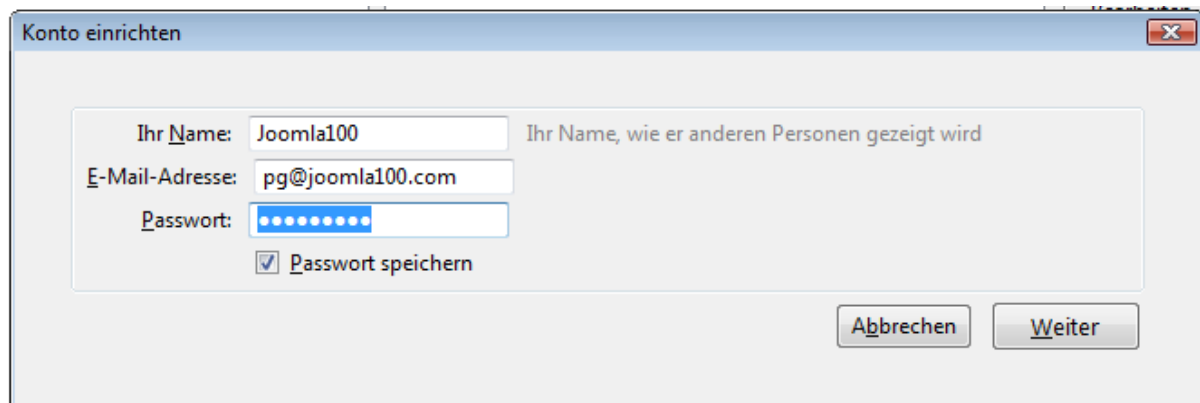 Konto einrichten
Ihr Name: Joomla100 Ihr Name, wie er anderen Personen gezeigt wird
E-Mail-Adresse: pg@joomla100.com
Passwort: •••••••••
Passwort speichern
Abbrechen Weiter